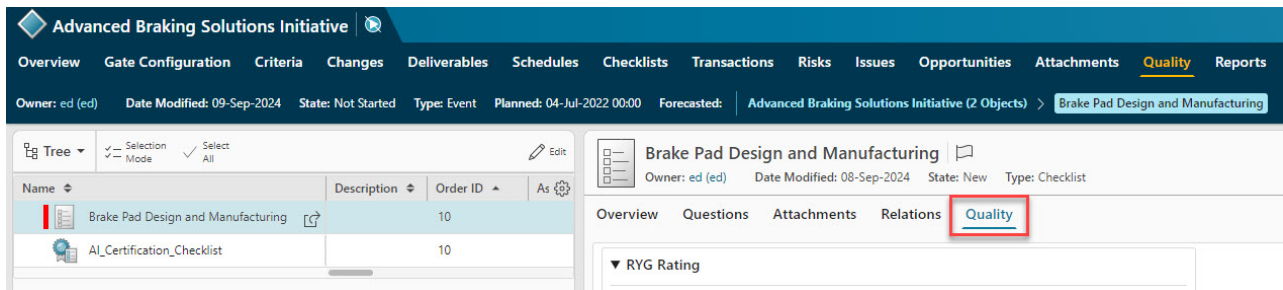 Advanced Braking Solutions Initiative
Overview Gate Configuration Criteria Changes Deliverables Schedules Checklists Transactions Risks Issues Opportunities Attachments Quality Reports
Owner: ed (ed) Date Modified: 09-Sep-2024 State: Not Started Type: Event Planned: 04-Jul-2022 00:00 Forecasted: Advanced Braking Solutions Initiative (2 Objects) > Brake Pad Design and Manufacturing
Tree Selection Mode Select All Edit
Name Description Order ID As
Brake Pad Design and Manufacturing 10
AI_Certification_Checklist 10
Brake Pad Design and Manufacturing
Owner: ed (ed) Date Modified: 08-Sep-2024 State: New Type: Checklist
Overview Questions Attachments Relations Quality
RYG Rating